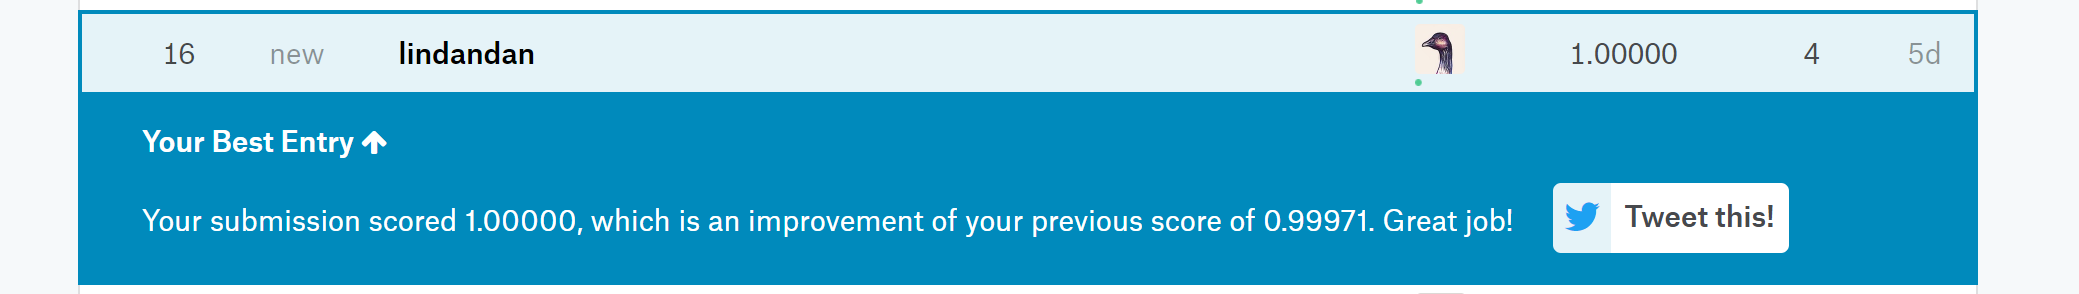 16 new lindandan 1.00000 4 5d
Your Best Entry
Your submission scored 1.00000, which is an improvement of your previous score of 0.99971. Great job! Tweet this!